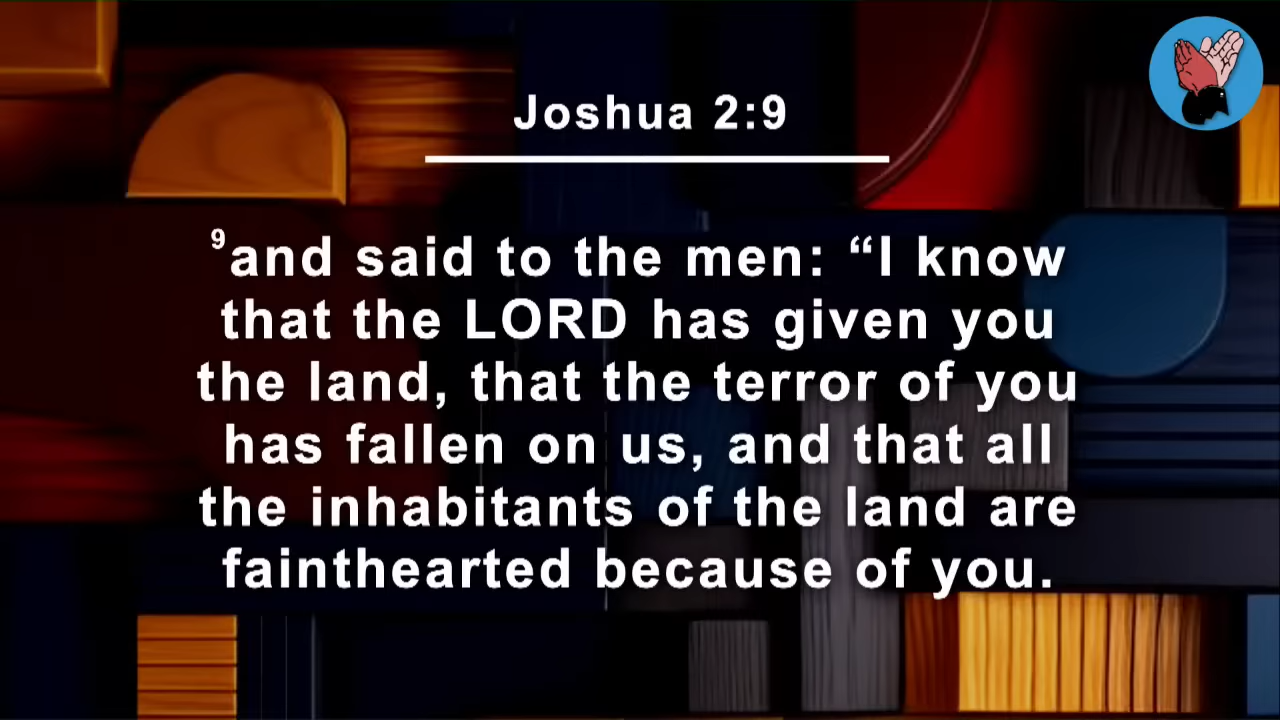 Joshua 2:9
⁹and said to the men: “I know
that the LORD has given you
the land, that the terror of you
has fallen on us, and that all
the inhabitants of the land are
fainthearted because of you.